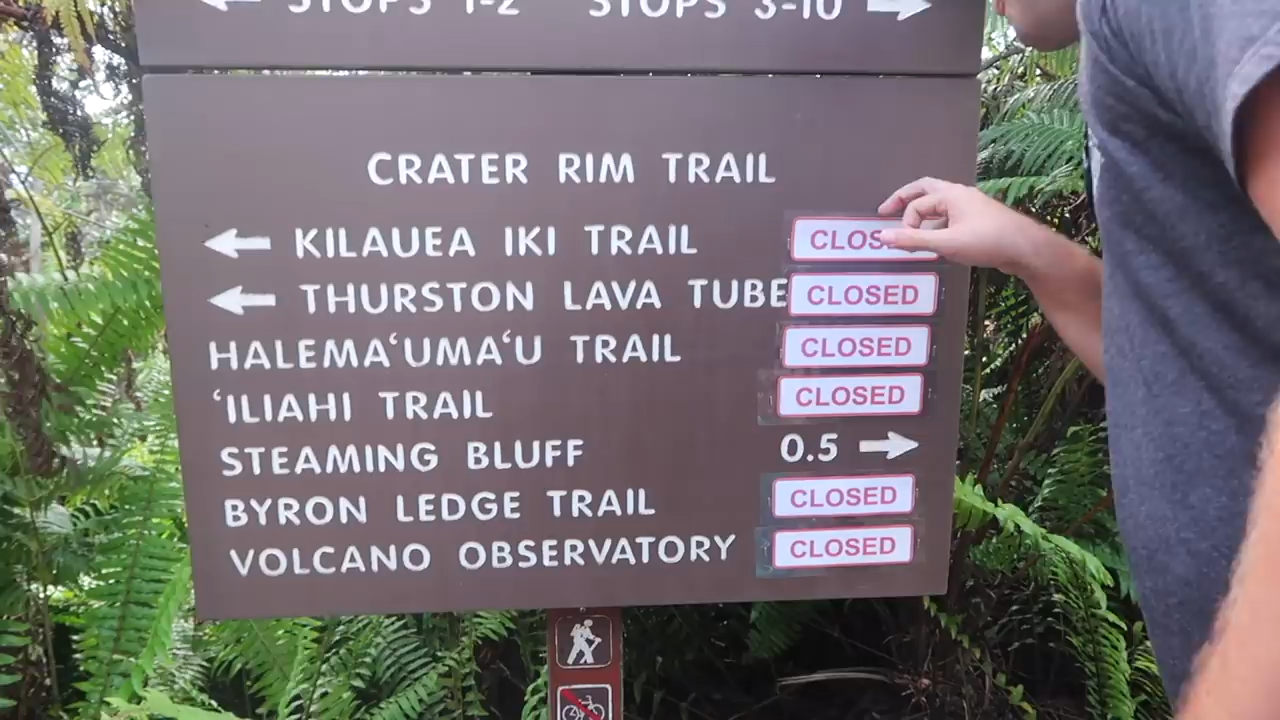 STOPS 1-2 STOPS 3-10
CRATER RIM TRAIL
KILAUEA IKI TRAIL CLOS
THURSTON LAVA TUBE CLOSED
HALEMAʻUMAʻU TRAIL CLOSED
ʻILIAHI TRAIL CLOSED
STEAMING BLUFF 0.5
BYRON LEDGE TRAIL CLOSED
VOLCANO OBSERVATORY CLOSED